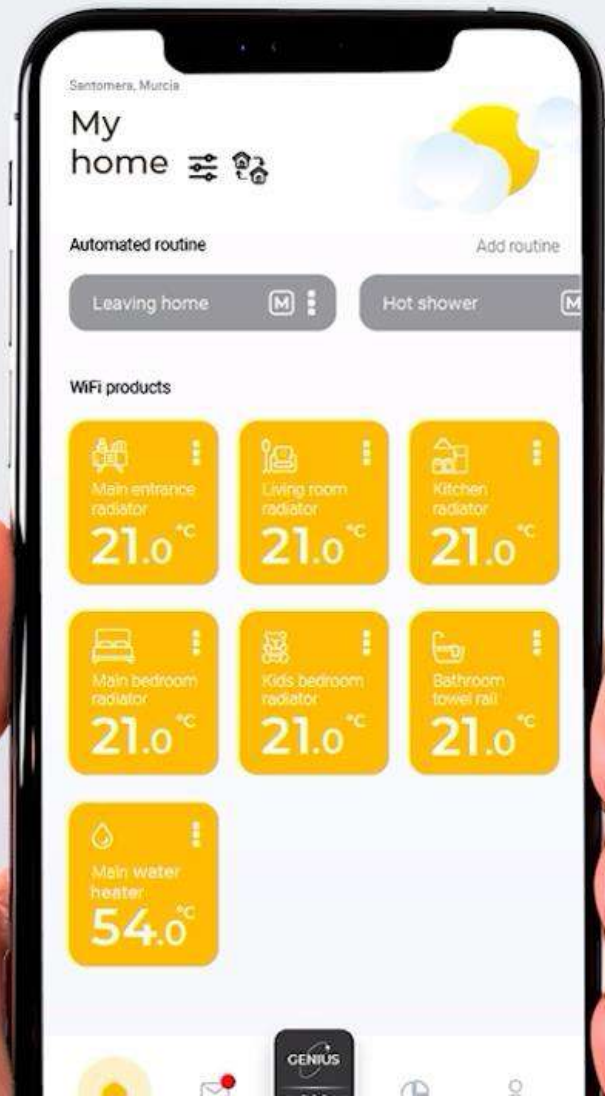 Santomera, Murcia
My
home
Automated routine
Add routine
Leaving home
M
Hot shower
M
WiFi products
Main entrance
radiator
21.0 °C
Living room
radiator
21.0 °C
Kitchen
radiator
21.0 °C
Main bedroom
radiator
21.0 °C
Kids bedroom
radiator
21.0 °C
Bathroom
towel rail
21.0 °C
Main water
heater
54.0 °C
GENIUS